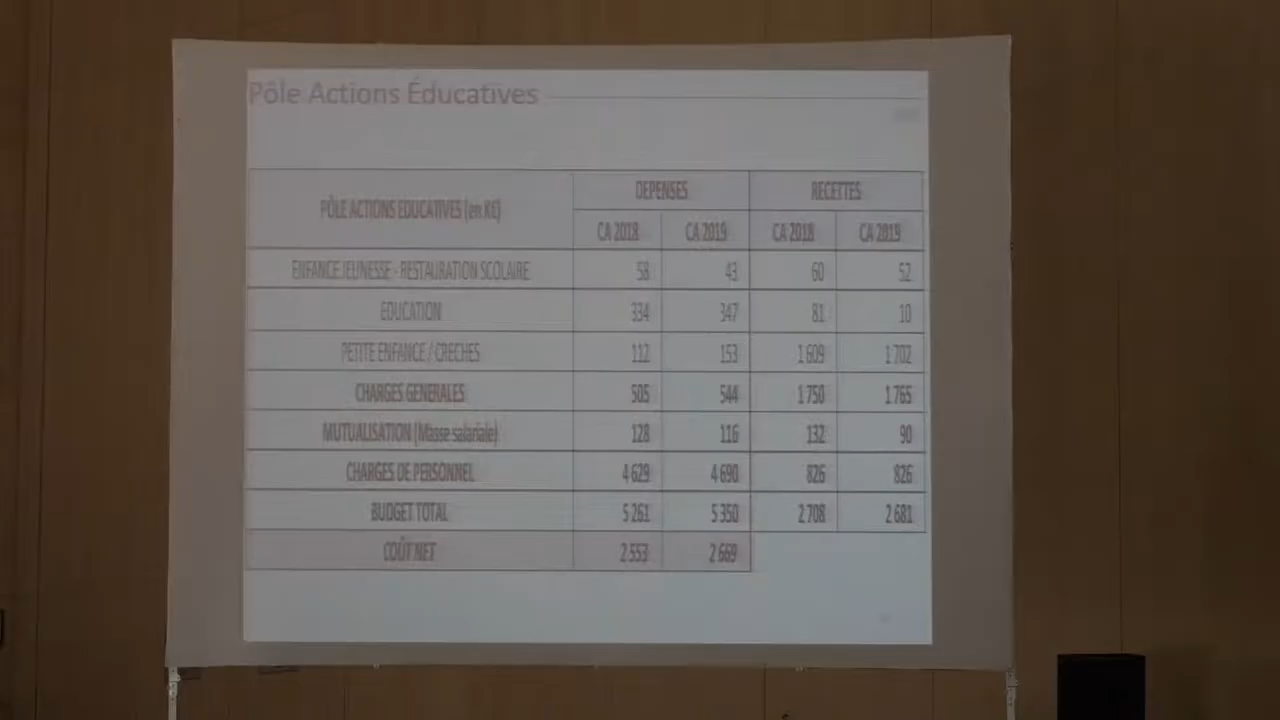 Pôle Actions Éducatives
PÔLE ACTIONS EDUCATIVES (en K€) DEPENSES RECETTES
CA 2018 CA 2019 CA 2018 CA 2019
ENFANCE JEUNESSE - RESTAURATION SCOLAIRE 58 43 60 52
EDUCATION 334 347 81 10
PETITE ENFANCE / CRECHES 112 153 1 609 1 702
CHARGES GENERALES 505 544 1 750 1 765
MUTUALISATION (Masse salariale) 128 116 132 90
CHARGES DE PERSONNEL 4 629 4 690 826 826
BUDGET TOTAL 5 261 5 350 2 708 2 681
COÛT NET 2 553 2 669